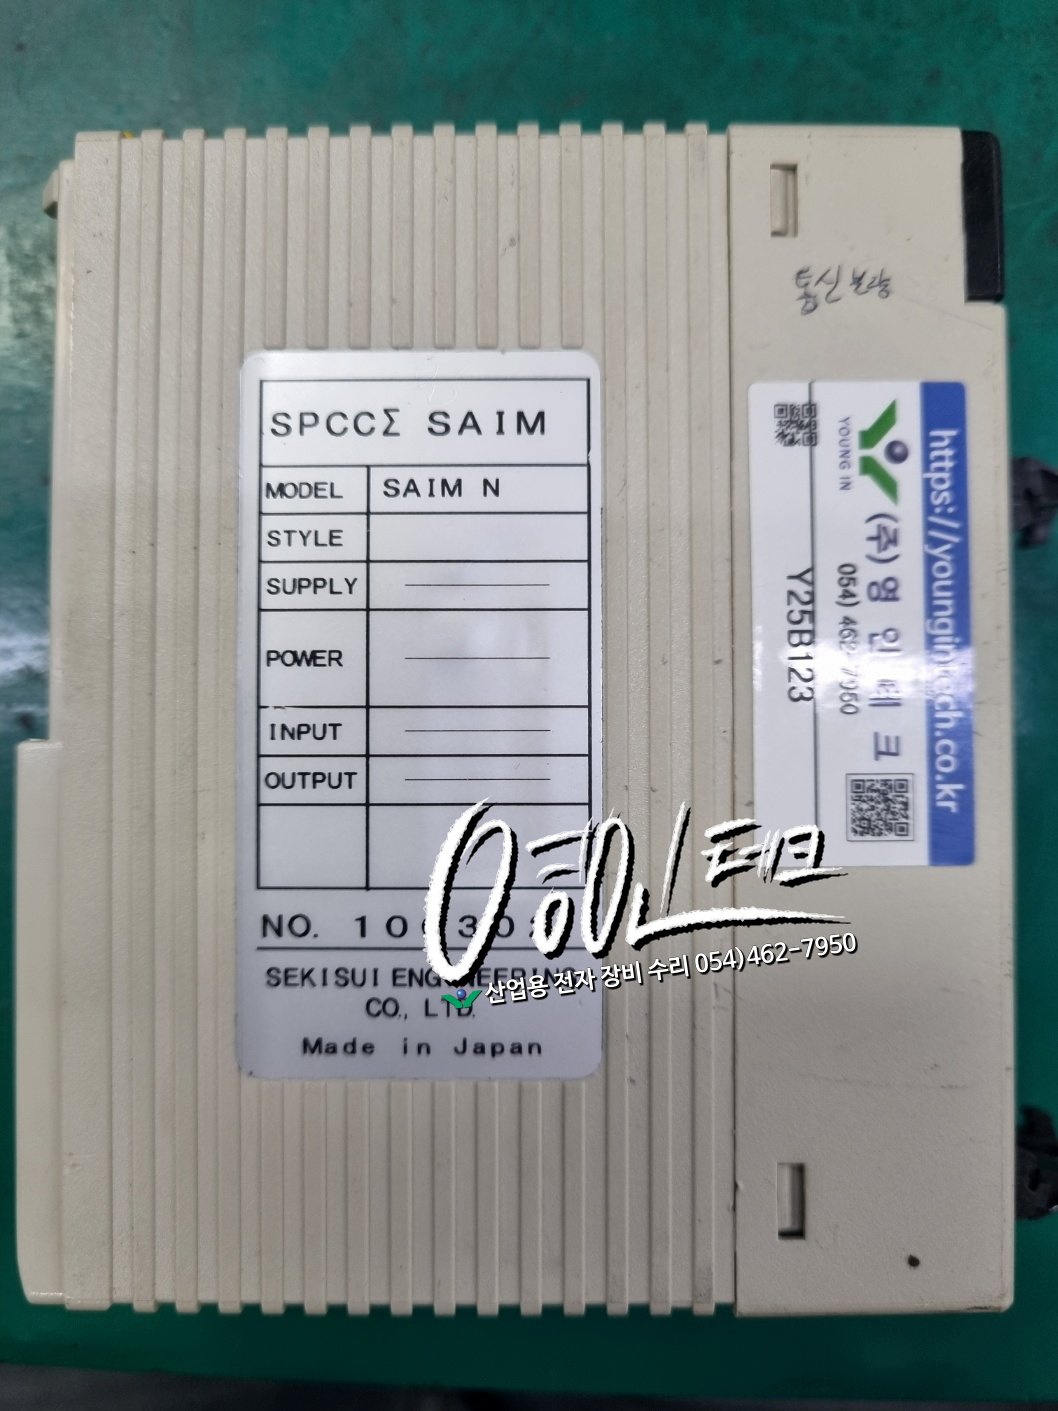 통신불량
SPCCΣ SAIM
MODEL SAIM N
STYLE
SUPPLY
POWER
INPUT
OUTPUT
NO.
SEKISUI ENGINEERING
CO., LTD.
Made in Japan
https://youngintech.co.kr
YOUNG IN
(주)영인테크
054) 462-7950
Y25B123
영인테크
산업용 전자 장비 수리 054)462-7950